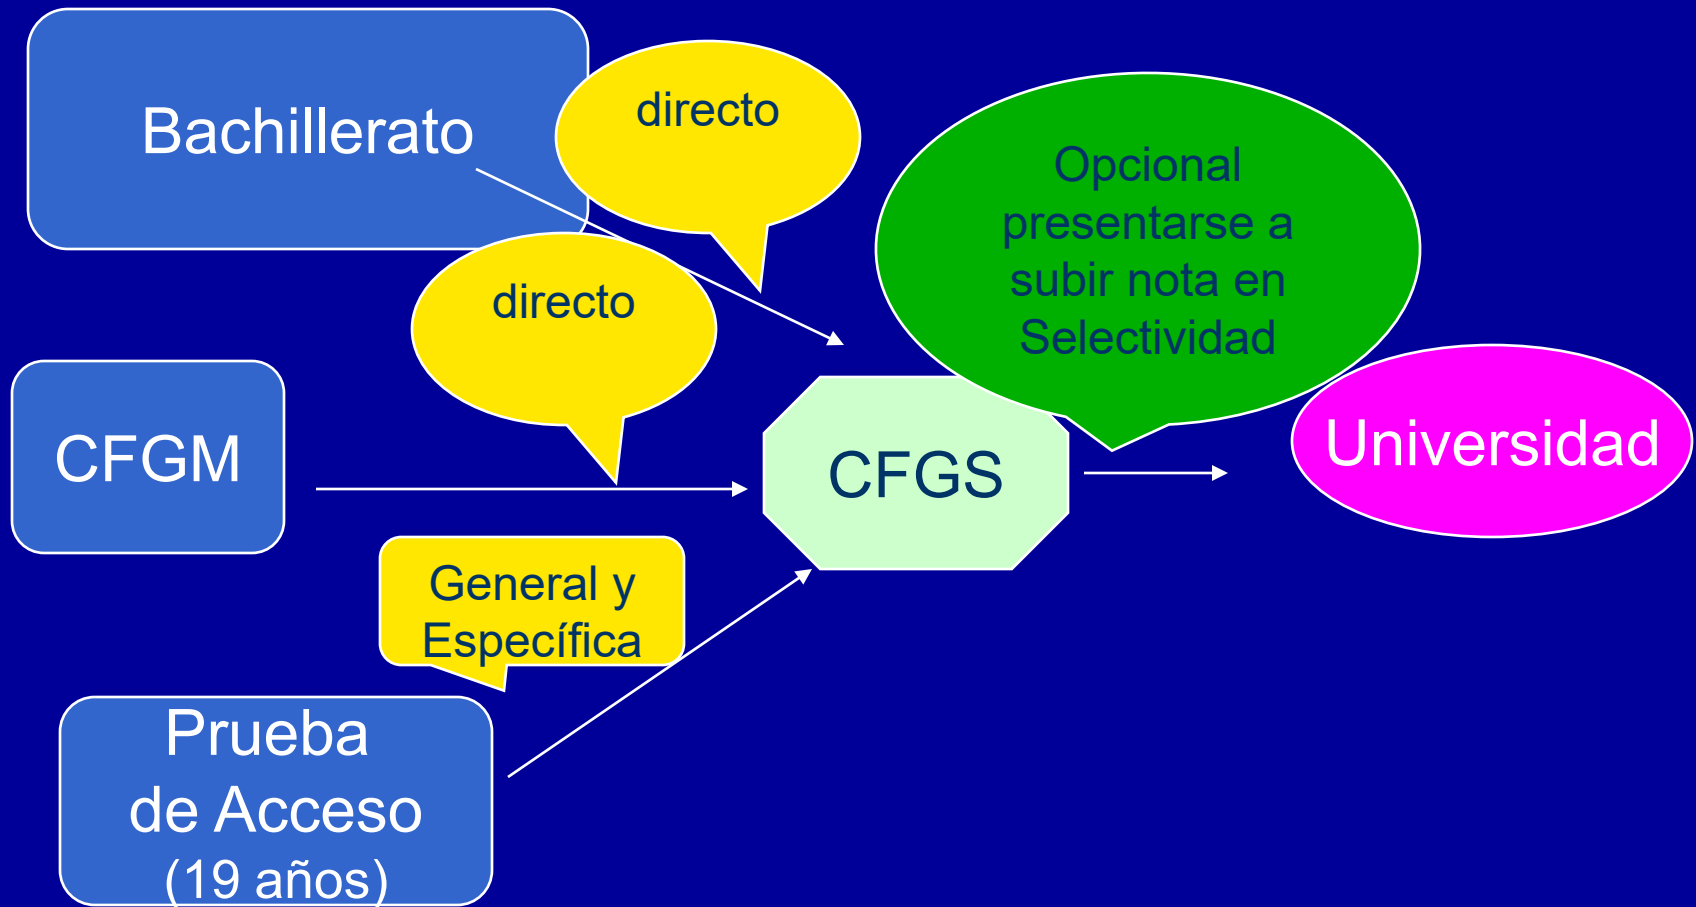 Bachillerato
directo
directo
Opcional
presentarse a
subir nota en
Selectividad
CFGM
CFGS
Universidad
General y
Específica
Prueba
de Acceso
(19 años)